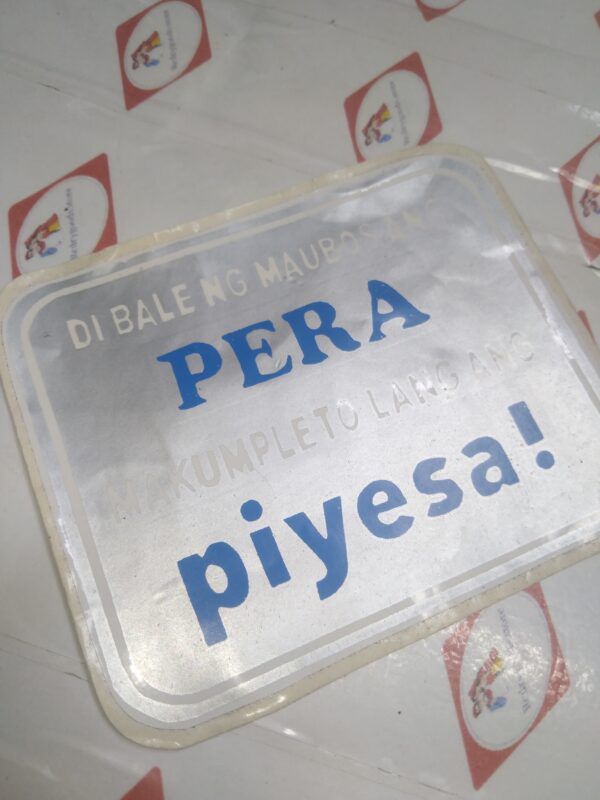 DI BALE NG MAUBOS ANG
PERA
MAKUMPLETO LANG ANG
piyesa!